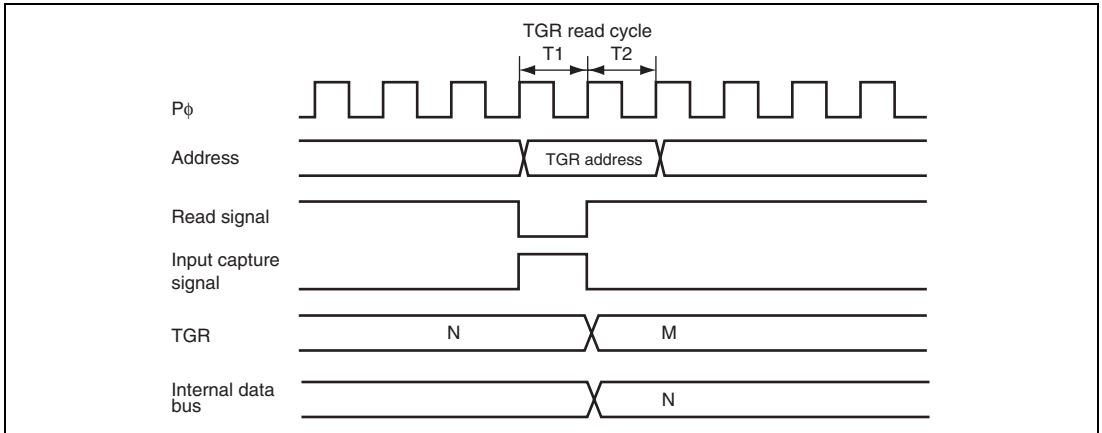 TGR read cycle
T1 T2
Pϕ
Address
TGR address
Read signal
Input capture
signal
TGR
N M
Internal data
bus
N